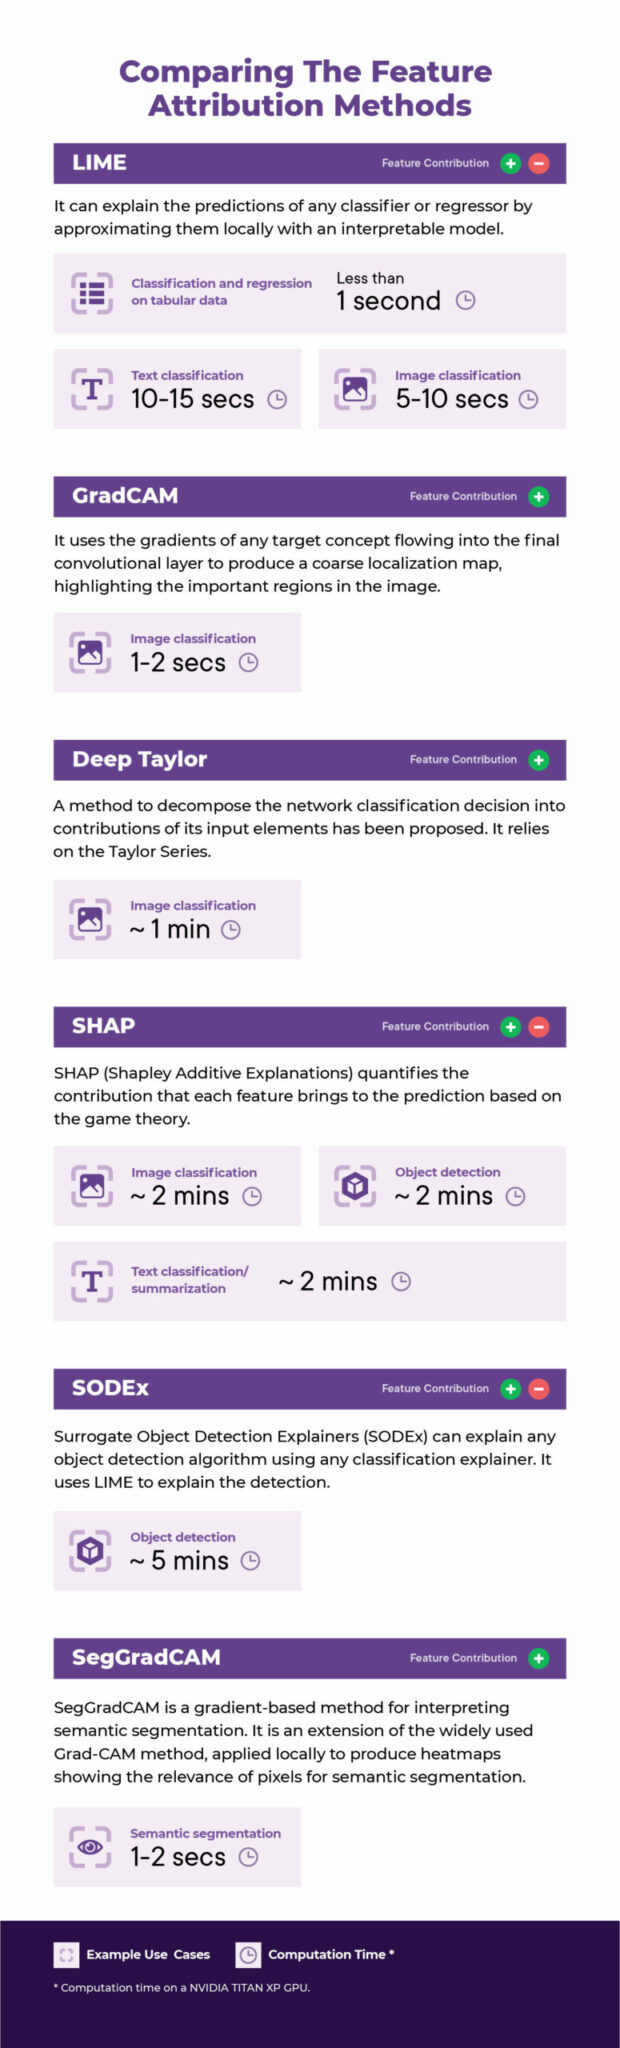 Comparing The Feature
Attribution Methods
LIME
Feature Contribution + −
It can explain the predictions of any classifier or regressor by
approximating them locally with an interpretable model.
Classification and regression
on tabular data
Less than
1 second
Text classification
10-15 secs
Image classification
5-10 secs
GradCAM
Feature Contribution +
It uses the gradients of any target concept flowing into the final
convolutional layer to produce a coarse localization map,
highlighting the important regions in the image.
Image classification
1-2 secs
Deep Taylor
Feature Contribution +
A method to decompose the network classification decision into
contributions of its input elements has been proposed. It relies
on the Taylor Series.
Image classification
~ 1 min
SHAP
Feature Contribution + −
SHAP (Shapley Additive Explanations) quantifies the
contribution that each feature brings to the prediction based on
the game theory.
Image classification
~ 2 mins
Object detection
~ 2 mins
T
Text classification/
summarization
~ 2 mins
SODEx
Feature Contribution + −
Surrogate Object Detection Explainers (SODEx) can explain any
object detection algorithm using any classification explainer. It
uses LIME to explain the detection.
Object detection
~ 5 mins
SegGradCAM
Feature Contribution +
SegGradCAM is a gradient-based method for interpreting
semantic segmentation. It is an extension of the widely used
Grad-CAM method, applied locally to produce heatmaps
showing the relevance of pixels for semantic segmentation.
Semantic segmentation
1-2 secs
Example Use Cases
Computation Time *
* Computation time on a NVIDIA TITAN XP GPU.